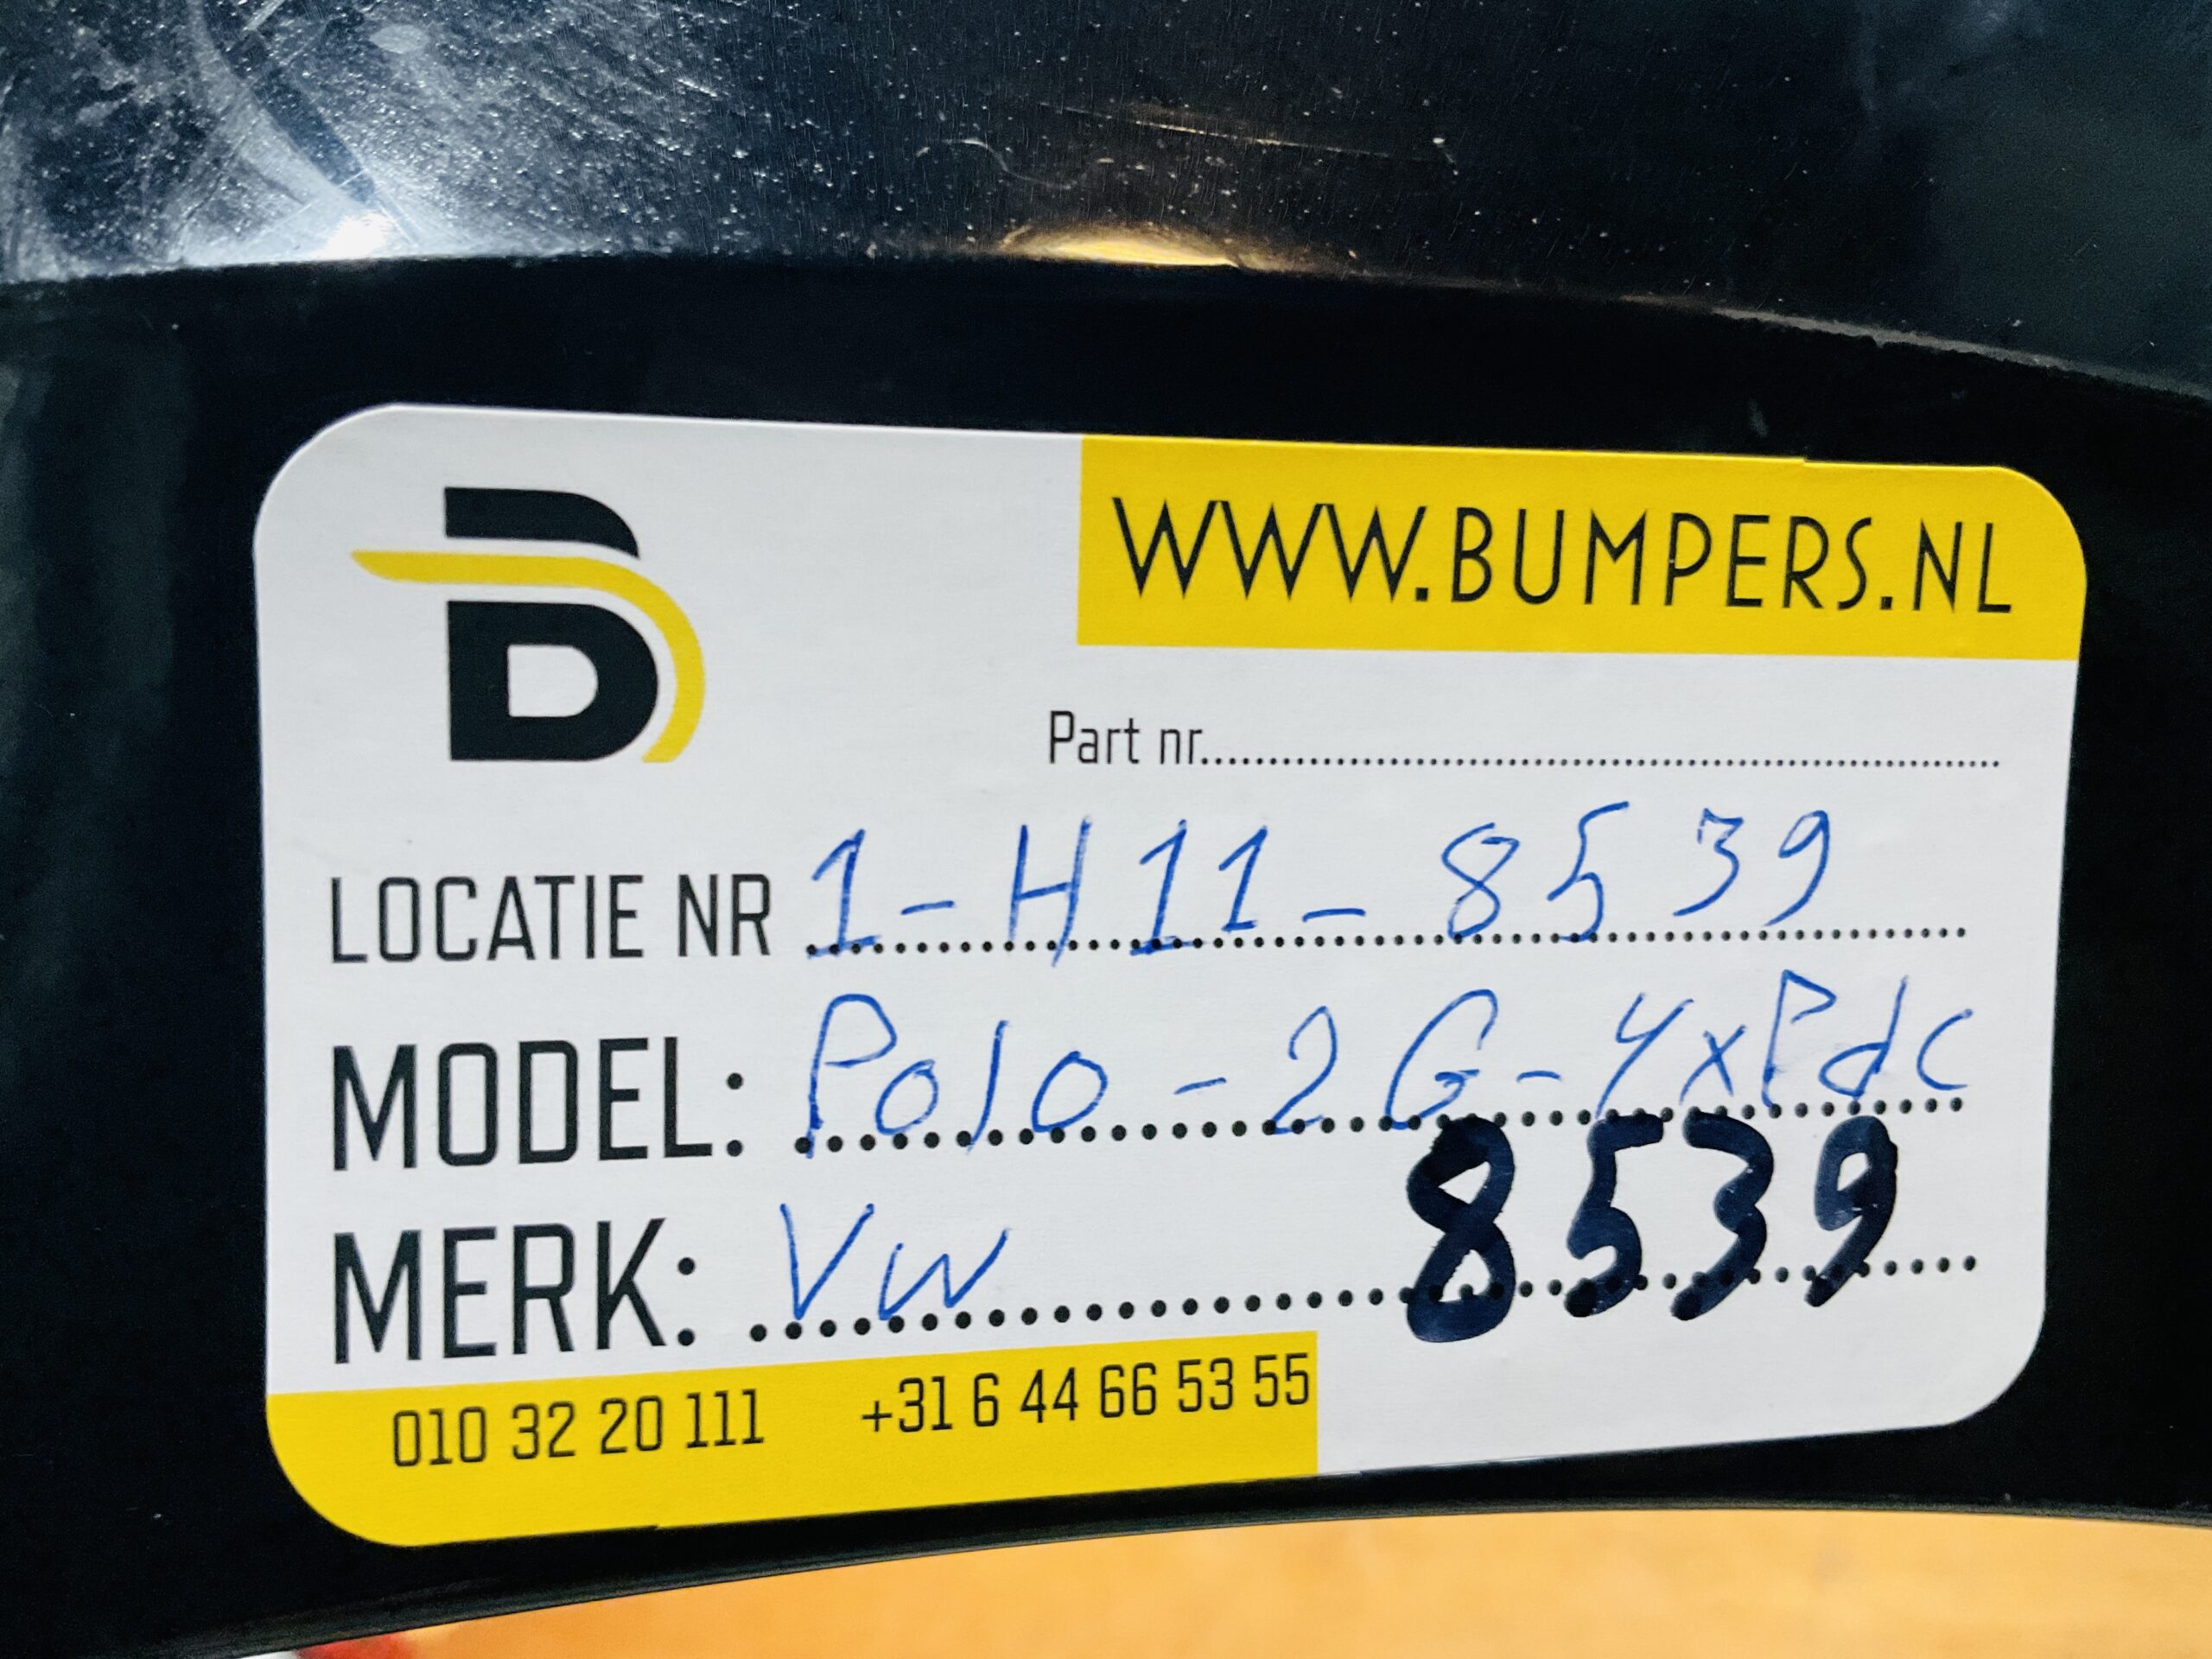 B
WWW.BUMPERS.NL
Part nr.......................................................
LOCATIE NR 1-H11-8539
MODEL: Polo-2G-4xPdc
MERK: VW 8539
010 32 20 111 +31 6 44 66 53 55